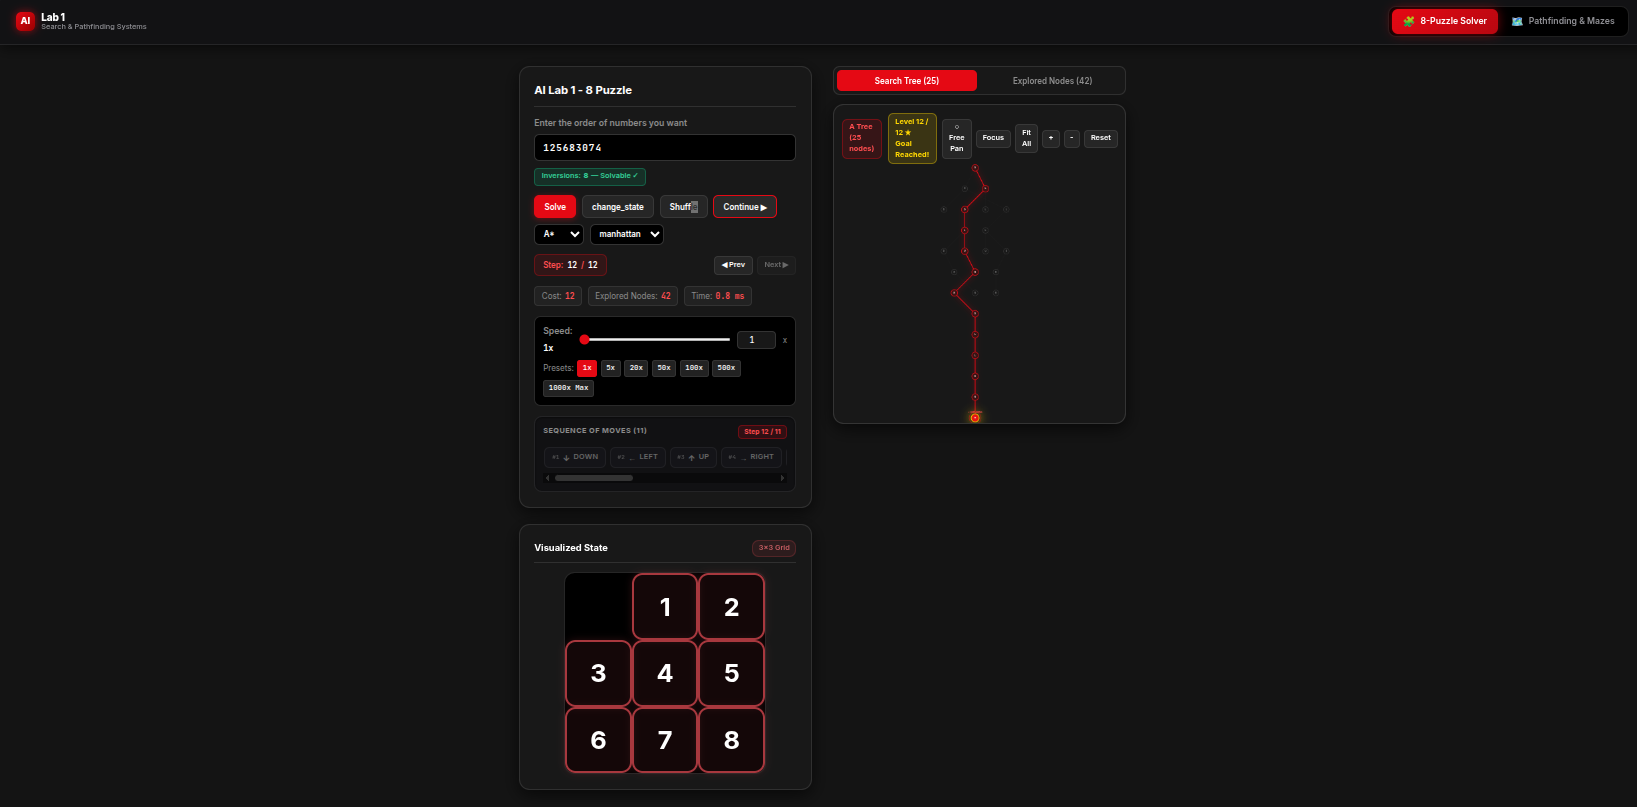 AI Lab 1
Search & Pathfinding Systems
8-Puzzle Solver
Pathfinding & Mazes
AI Lab 1 - 8 Puzzle
Enter the order of numbers you want
125683074
Inversions: 8 — Solvable ✓
Solve change_state Shuff Continue ▶
A* manhattan
Step: 12 / 12 ◀ Prev Next ▶
Cost: 12 Explored Nodes: 42 Time: 0.8 ms
Speed:
1x
1 x
Presets: 1x 5x 20x 50x 100x 500x
1000x Max
SEQUENCE OF MOVES (11) Step 12 / 11
#1 ↓ DOWN #2 ← LEFT #3 ↑ UP #4 → RIGHT
Visualized State 3×3 Grid
1 2
3 4 5
6 7 8
Search Tree (25) Explored Nodes (42)
A Tree
(25
nodes)
Level 12 /
12 ★
Goal
Reached!
○
Free
Pan
Focus
Fit
All
+
-
Reset